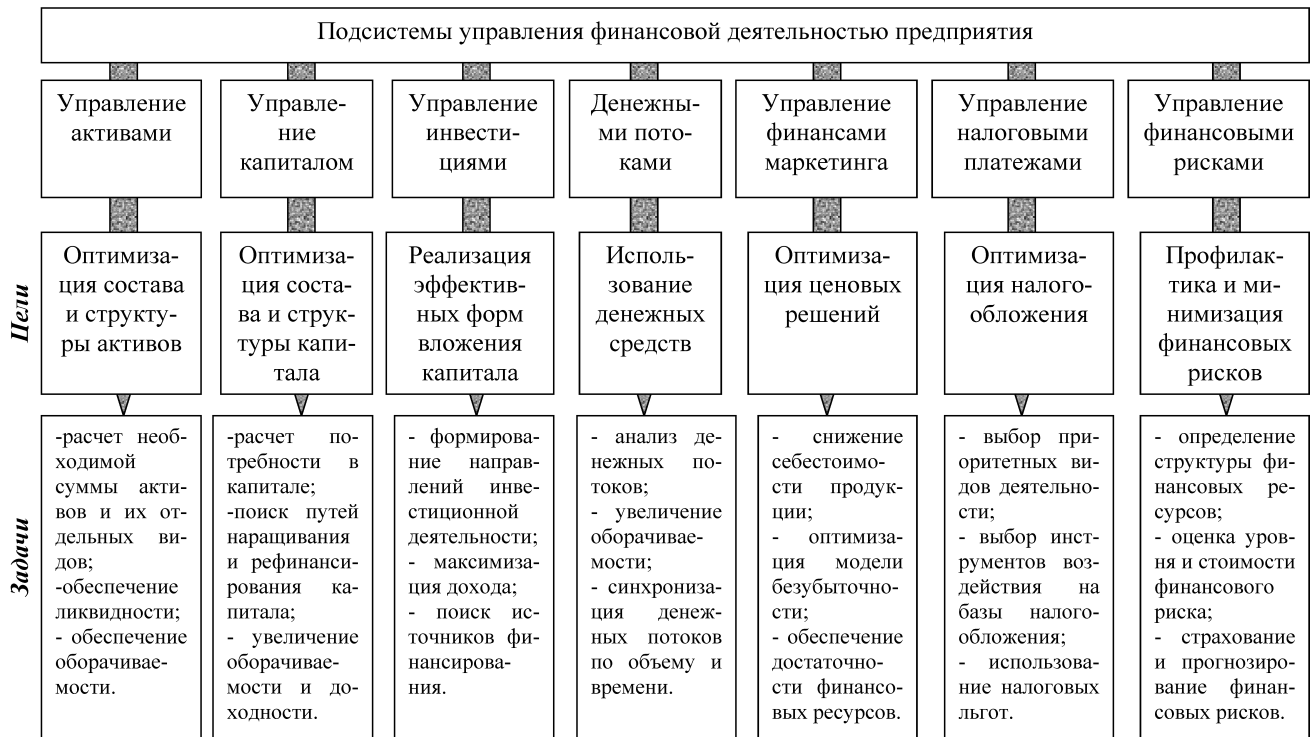 Подсистемы управления финансовой деятельностью предприятия
Управление
активами
Управле-
ние
капиталом
Управление
инвести-
циями
Денежны-
ми пото-
ками
Управление
финансами
маркетинга
Управление
налоговыми
платежами
Управление
финансовыми
рисками
Цели
Оптимиза-
ция состава
и структу-
ры активов
Оптимиза-
ция соста-
ва и струк-
туры капи-
тала
Реализация
эффектив-
ных форм
вложения
капитала
Исполь-
зование
денежных
средств
Оптимиза-
ция ценовых
решений
Оптимиза-
ция налого-
обложения
Профилак-
тика и ми-
нимизация
финансовых
рисков
Задачи
-расчет необ-
ходимой
суммы акти-
вов и их от-
дельных ви-
дов;
-обеспечение
ликвидности;
- обеспечение
оборачивае-
мости.
-расчет по-
требности в
капитале;
-поиск путей
наращивания
и рефинанси-
рования ка-
питала;
- увеличение
оборачивае-
мости и до-
ходности.
- формирова-
ние направ-
лений инве-
стиционной
деятельности;
- максимиза-
ция дохода;
- поиск ис-
точников фи-
нансирова-
ния.
- анализ де-
нежных по-
токов;
- увеличение
оборачивае-
мости;
- синхрониза-
ция денеж-
ных потоков
по объему и
времени.
- снижение
себестоимо-
сти продук-
ции;
- оптимиза-
ция модели
безубыточно-
сти;
- обеспечение
достаточно-
сти финансо-
вых ресурсов.
- выбор при-
оритетных ви-
дов деятельно-
сти;
- выбор инст-
рументов воз-
действия на
базы налого-
обложения;
- использова-
ние налоговых
льгот.
- определение
структуры фи-
нансовых ре-
сурсов;
- оценка уров-
ня и стоимости
финансового
риска;
- страхование
и прогнозиро-
вание финан-
совых рисков.